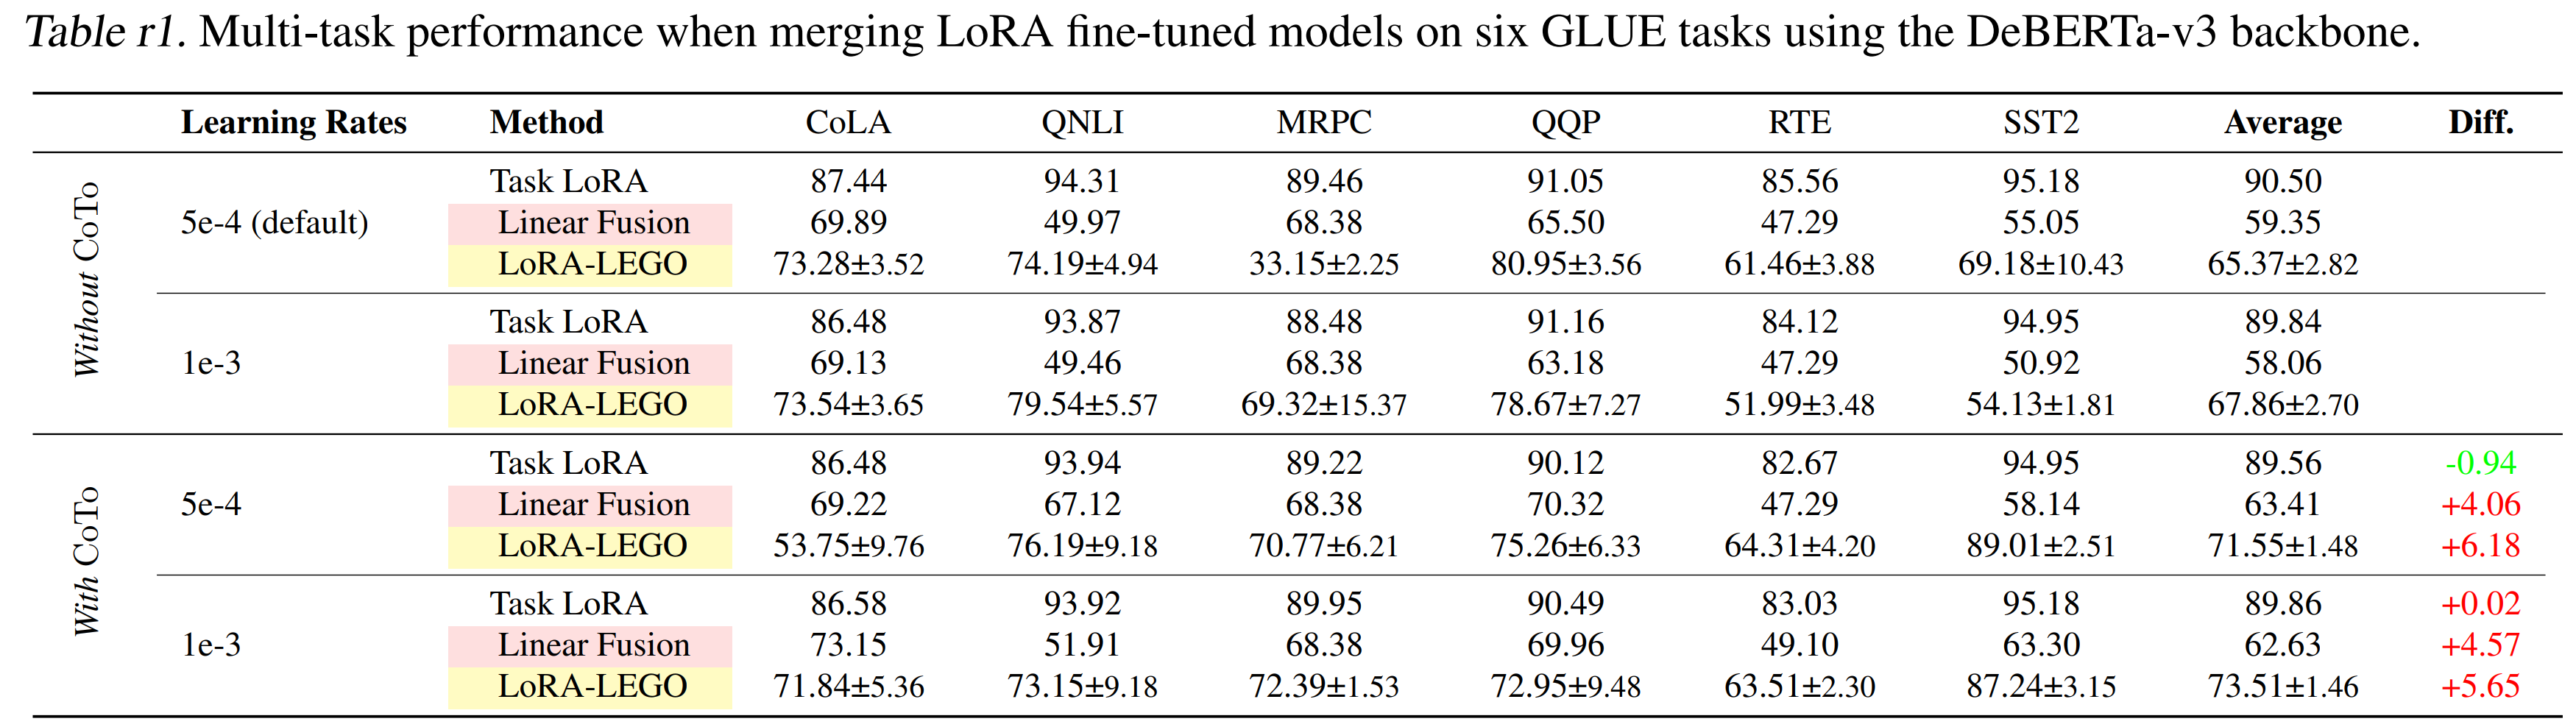 Table r1. Multi-task performance when merging LoRA fine-tuned models on six GLUE tasks using the DeBERTa-v3 backbone.
Learning Rates Method CoLA QNLI MRPC QQP RTE SST2 Average Diff.
Without CoTo
Task LoRA 87.44 94.31 89.46 91.05 85.56 95.18 90.50
5e-4 (default) Linear Fusion 69.89 49.97 68.38 65.50 47.29 55.05 59.35
LoRA-LEGO 73.28±3.52 74.19±4.94 33.15±2.25 80.95±3.56 61.46±3.88 69.18±10.43 65.37±2.82
Task LoRA 86.48 93.87 88.48 91.16 84.12 94.95 89.84
1e-3 Linear Fusion 69.13 49.46 68.38 63.18 47.29 50.92 58.06
LoRA-LEGO 73.54±3.65 79.54±5.57 69.32±15.37 78.67±7.27 51.99±3.48 54.13±1.81 67.86±2.70
With CoTo
Task LoRA 86.48 93.94 89.22 90.12 82.67 94.95 89.56 -0.94
5e-4 Linear Fusion 69.22 67.12 68.38 70.32 47.29 58.14 63.41 +4.06
LoRA-LEGO 53.75±9.76 76.19±9.18 70.77±6.21 75.26±6.33 64.31±4.20 89.01±2.51 71.55±1.48 +6.18
Task LoRA 86.58 93.92 89.95 90.49 83.03 95.18 89.86 +0.02
1e-3 Linear Fusion 73.15 51.91 68.38 69.96 49.10 63.30 62.63 +4.57
LoRA-LEGO 71.84±5.36 73.15±9.18 72.39±1.53 72.95±9.48 63.51±2.30 87.24±3.15 73.51±1.46 +5.65